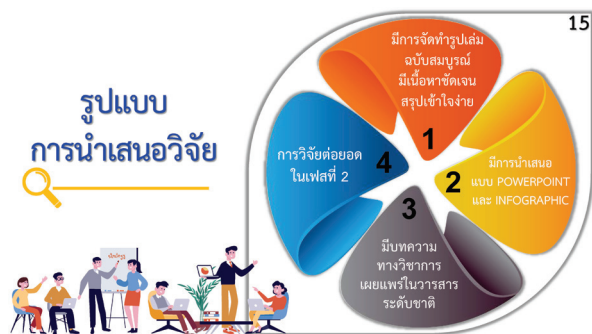 15
รูปแบบ
การนำเสนอวิจัย
มีการจัดทำรูปเล่ม
ฉบับสมบูรณ์
มีเนื้อหาชัดเจน
สรุปเข้าใจง่าย
1
2
มีการนำเสนอ
แบบ POWERPOINT
และ INFOGRAPHIC
3
มีบทความ
ทางวิชาการ
เผยแพร่ในวารสาร
ระดับชาติ
การวิจัยต่อยอด
ในเฟสที่ 2
4